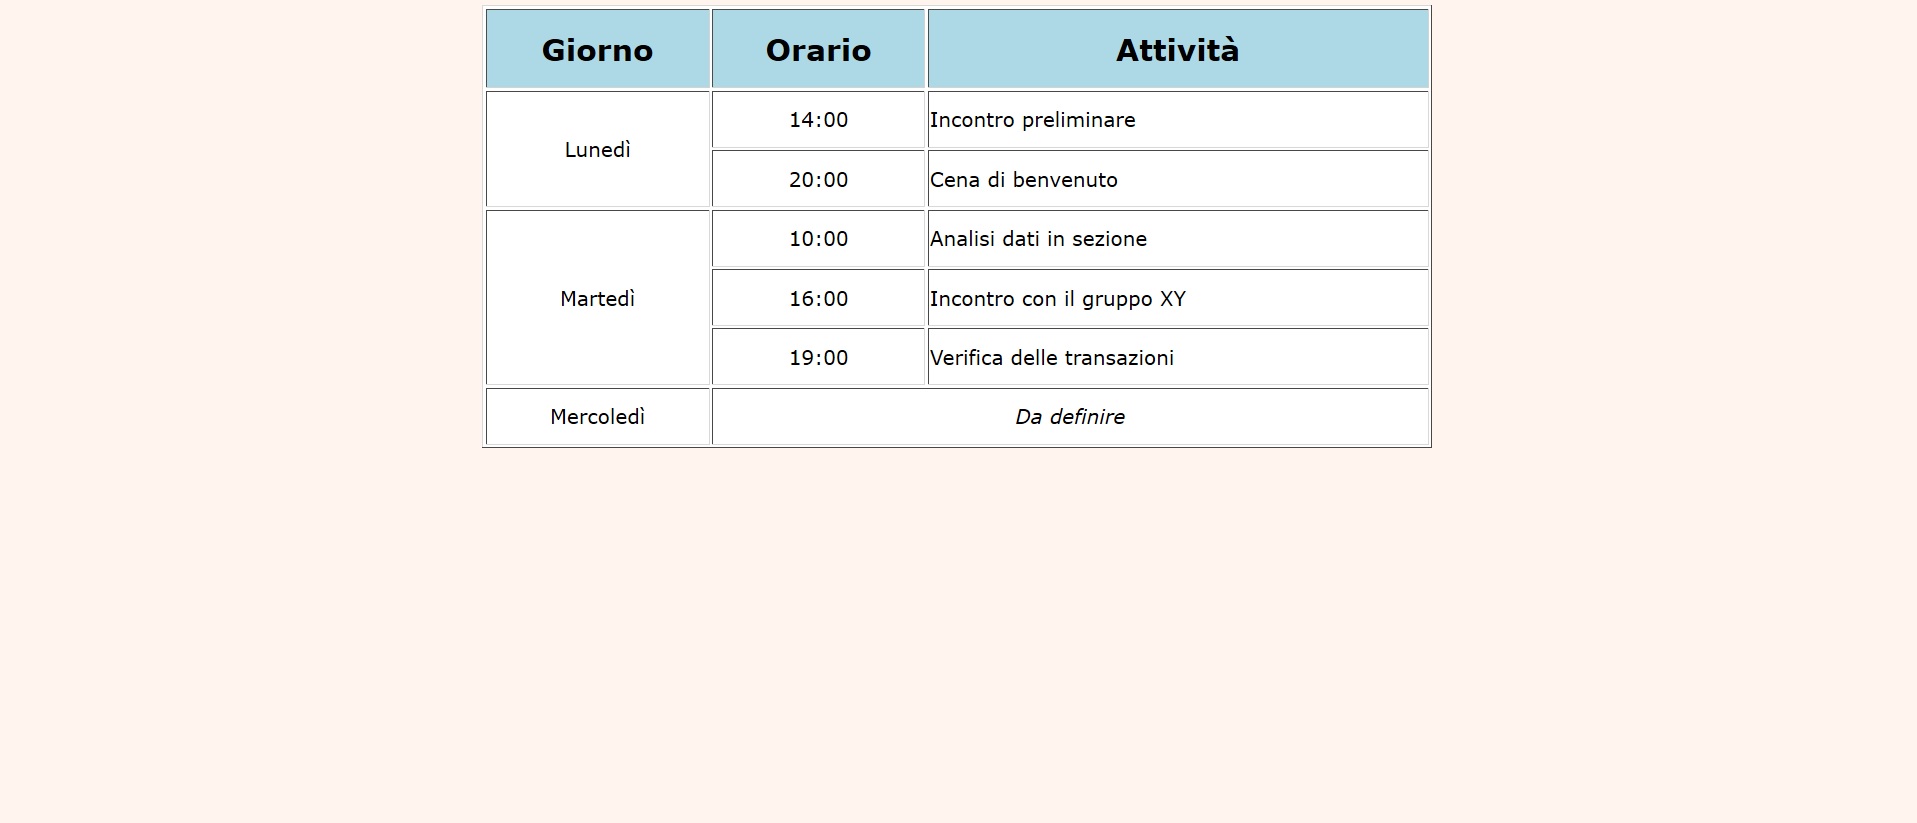 Giorno Orario Attività
Lunedì 14:00 Incontro preliminare
20:00 Cena di benvenuto
Martedì 10:00 Analisi dati in sezione
16:00 Incontro con il gruppo XY
19:00 Verifica delle transazioni
Mercoledì Da definire